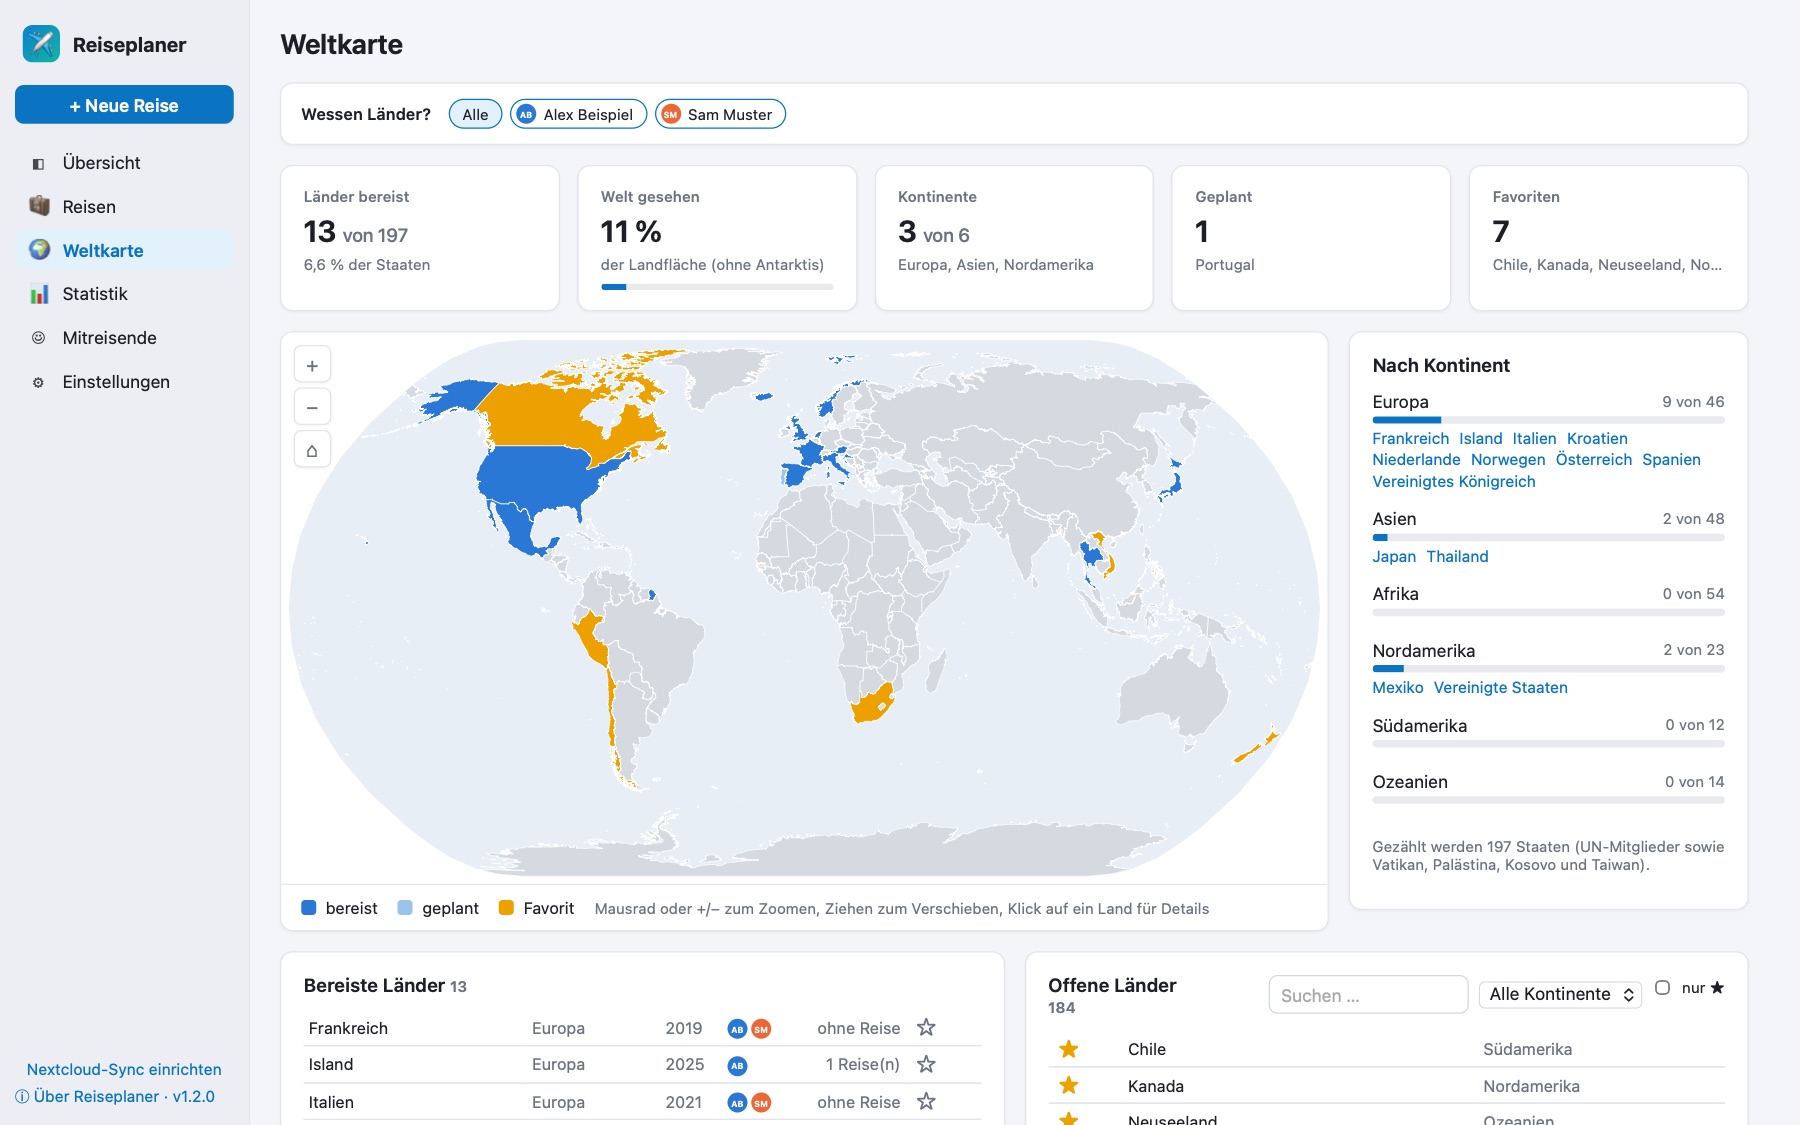 Reiseplaner
+ Neue Reise
Übersicht
Reisen
Weltkarte
Statistik
Mitreisende
Einstellungen
Nextcloud-Sync einrichten
ⓘ Über Reiseplaner · v1.2.0
Weltkarte
Wessen Länder? Alle AB Alex Beispiel SM Sam Muster
Länder bereist
13 von 197
6,6 % der Staaten
Welt gesehen
11 %
der Landfläche (ohne Antarktis)
Kontinente
3 von 6
Europa, Asien, Nordamerika
Geplant
1
Portugal
Favoriten
7
Chile, Kanada, Neuseeland, No...
+
−
⌂
bereist geplant Favorit Mausrad oder +/− zum Zoomen, Ziehen zum Verschieben, Klick auf ein Land für Details
Nach Kontinent
Europa 9 von 46
Frankreich Island Italien Kroatien
Niederlande Norwegen Österreich Spanien
Vereinigtes Königreich
Asien 2 von 48
Japan Thailand
Afrika 0 von 54
Nordamerika 2 von 23
Mexiko Vereinigte Staaten
Südamerika 0 von 12
Ozeanien 0 von 14
Gezählt werden 197 Staaten (UN-Mitglieder sowie
Vatikan, Palästina, Kosovo und Taiwan).
Bereiste Länder 13
Frankreich Europa 2019 AB SM ohne Reise ☆
Island Europa 2025 AB 1 Reise(n) ☆
Italien Europa 2021 AB SM ohne Reise ☆
Offene Länder
184
Suchen ... Alle Kontinente nur ★
★ Chile Südamerika
★ Kanada Nordamerika
★ Neuseeland Ozeanien